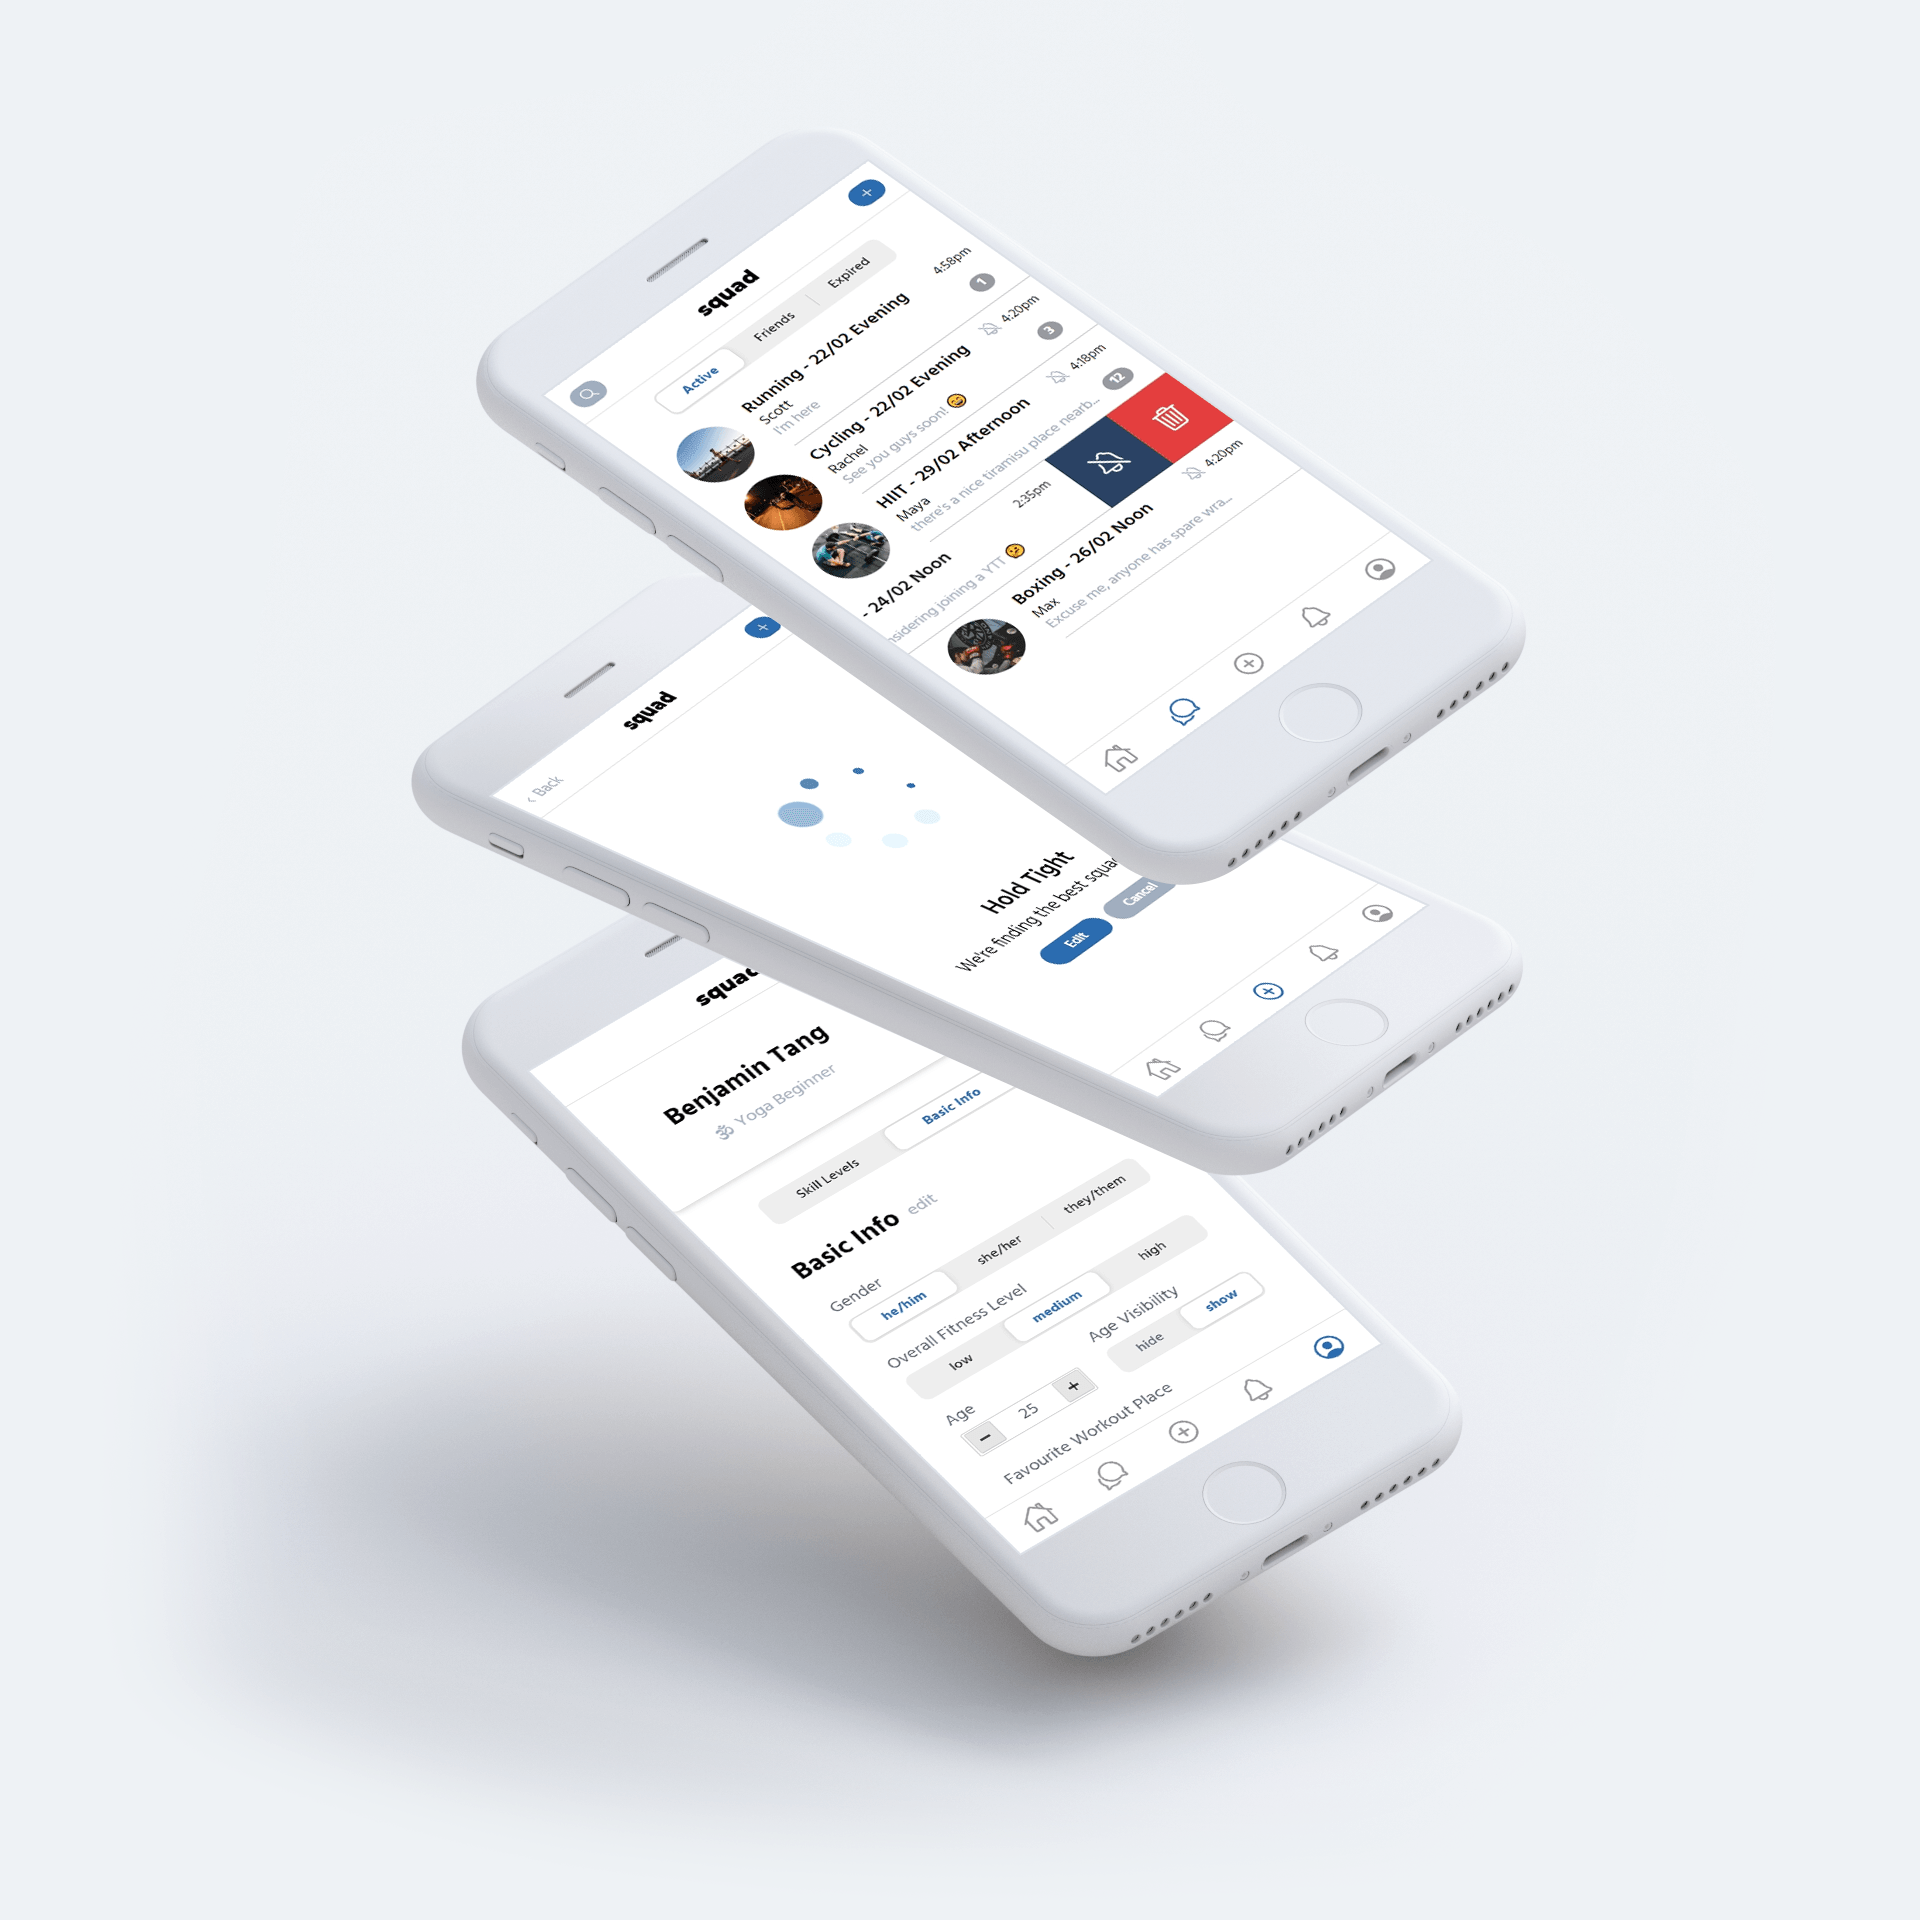 squad
Active
Friends
Expired
Running - 22/02 Evening
4:58pm
Scott
1
I'm here
Cycling - 22/02 Evening
4:20pm
Rachel
3
See you guys soon! 😄
HIIT - 29/02 Afternoon
4:18pm
Maya
12
there's a nice tiramisu place nearb...
- 24/02 Noon
2:35pm
joining a YTT
Boxing - 26/02 Noon
4:20pm
Max
Excuse me, anyone has spare wra...
squad
‹ Back
Hold Tight
We're finding the best
Edit
Cancel
squad
Benjamin Tang
ॐ Yoga Beginner
Skill Levels
Basic Info
Basic Info edit
Gender
he/him
she/her
they/them
Overall Fitness Level
low
medium
high
Age
Age Visibility
− 25 +
hide
show
Favourite Workout Place